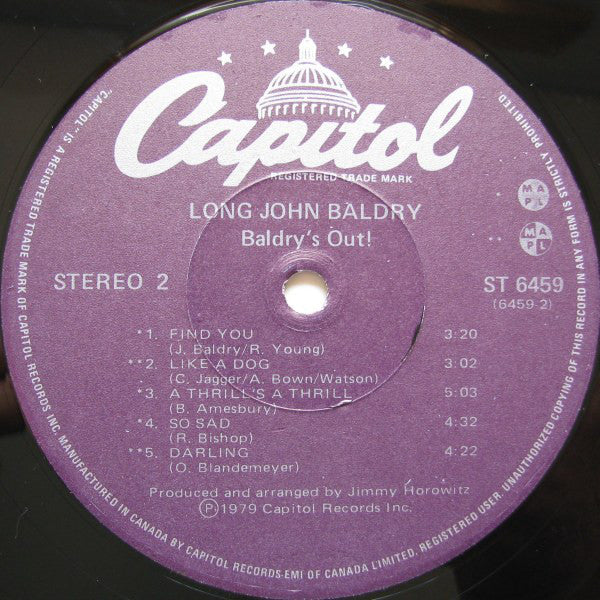 Capitol
REGISTERED TRADE MARK
LONG JOHN BALDRY
Baldry's Out!
STEREO 2
ST 6459
(6459-2)
MAPL
MAPL
*1. FIND YOU 3:20
(J. Baldry/R. Young)
**2. LIKE A DOG 3:02
(C. Jagger/A. Bown/Watson)
*3. A THRILL'S A THRILL 5:03
(B. Amesbury)
*4. SO SAD 4:32
(R. Bishop)
**5. DARLING 4:22
(O. Blandemeyer)
Produced and arranged by Jimmy Horowitz
Ⓟ1979 Capitol Records Inc.
"CAPITOL" IS A REGISTERED TRADE MARK OF CAPITOL RECORDS INC. MANUFACTURED IN CANADA BY CAPITOL RECORDS-EMI OF CANADA LIMITED, REGISTERED USER. UNAUTHORIZED COPYING OF THIS RECORD IN ANY FORM IS STRICTLY PROHIBITED.